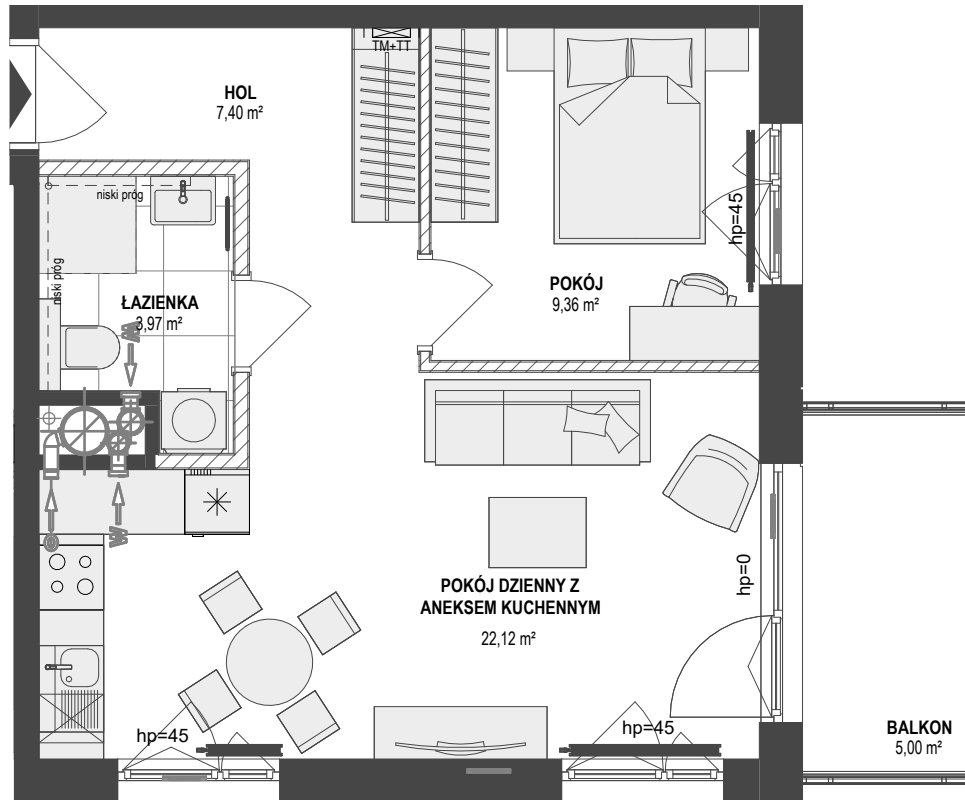 TM+TT
HOL
7,40 m²
niski próg
niski próg
hp=45
POKÓJ
9,36 m²
ŁAZIENKA
3,97 m²
W
W
O
POKÓJ DZIENNY Z
ANEKSEM KUCHENNYM
22,12 m²
hp=0
hp=45
hp=45
BALKON
5,00 m²